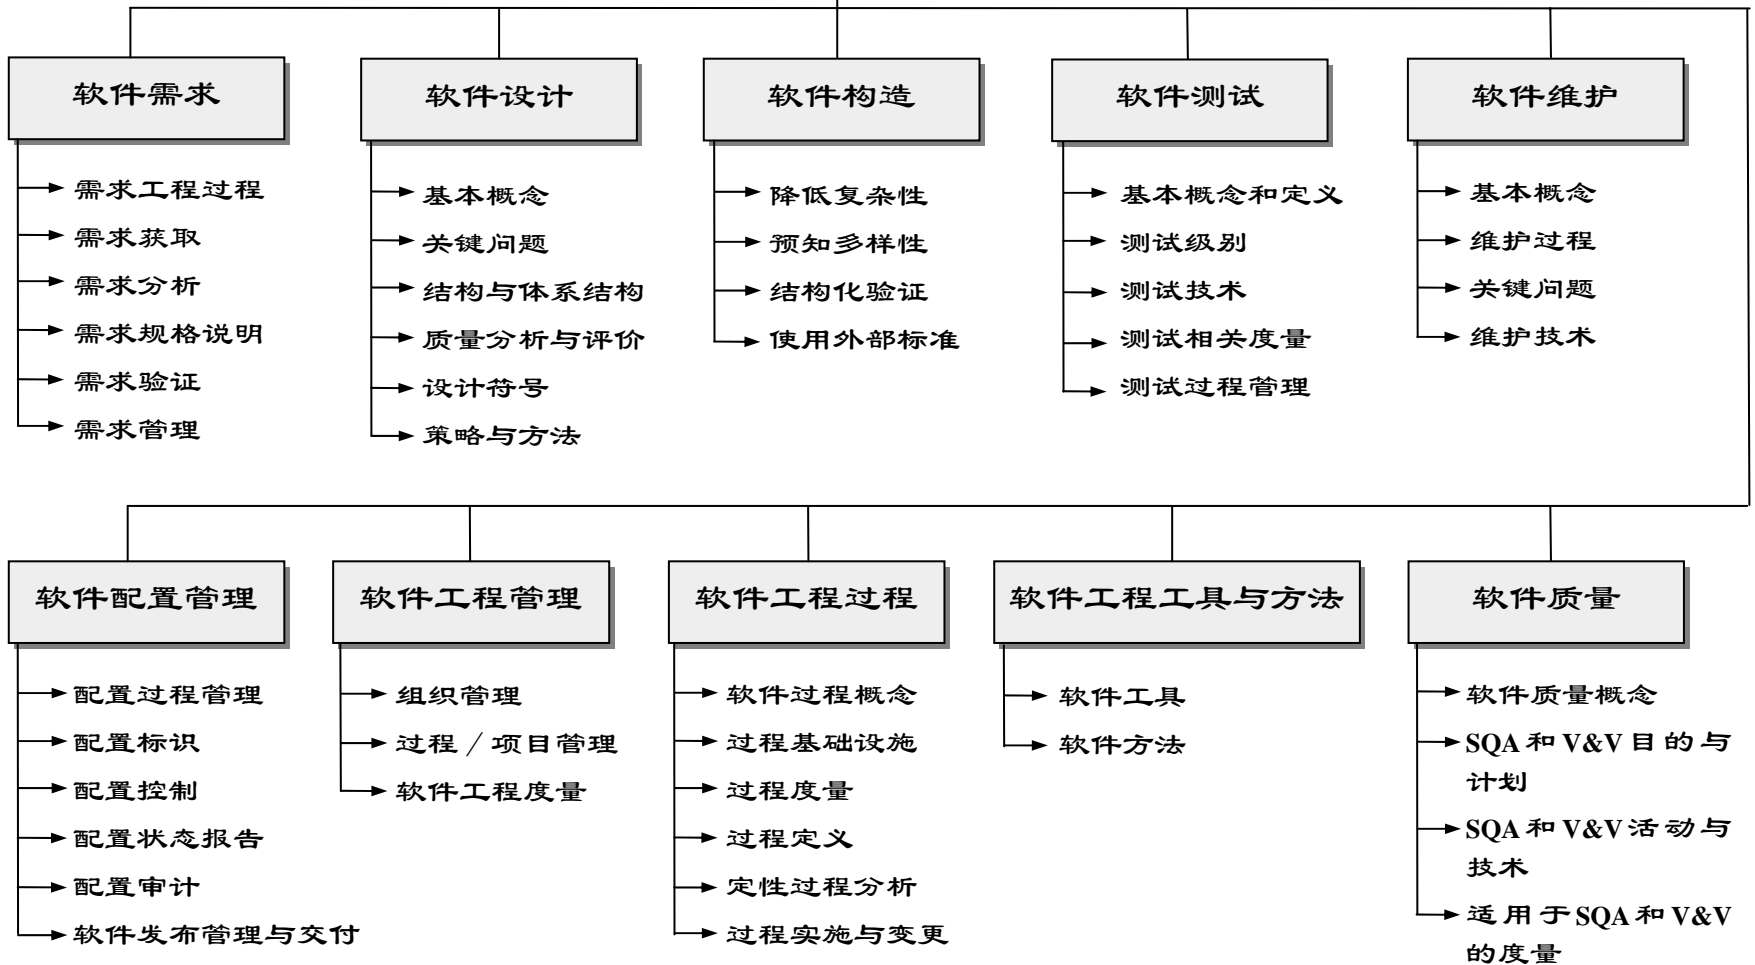 软件需求
需求工程过程
需求获取
需求分析
需求规格说明
需求验证
需求管理
软件设计
基本概念
关键问题
结构与体系结构
质量分析与评价
设计符号
策略与方法
软件构造
降低复杂性
预知多样性
结构化验证
使用外部标准
软件测试
基本概念和定义
测试级别
测试技术
测试相关度量
测试过程管理
软件维护
基本概念
维护过程
关键问题
维护技术
软件配置管理
配置过程管理
配置标识
配置控制
配置状态报告
配置审计
软件发布管理与交付
软件工程管理
组织管理
过程／项目管理
软件工程度量
软件工程过程
软件过程概念
过程基础设施
过程度量
过程定义
定性过程分析
过程实施与变更
软件工程工具与方法
软件工具
软件方法
软件质量
软件质量概念
SQA 和 V&V 目的与
计划
SQA 和 V&V 活动与
技术
适用于 SQA 和 V&V
的度量